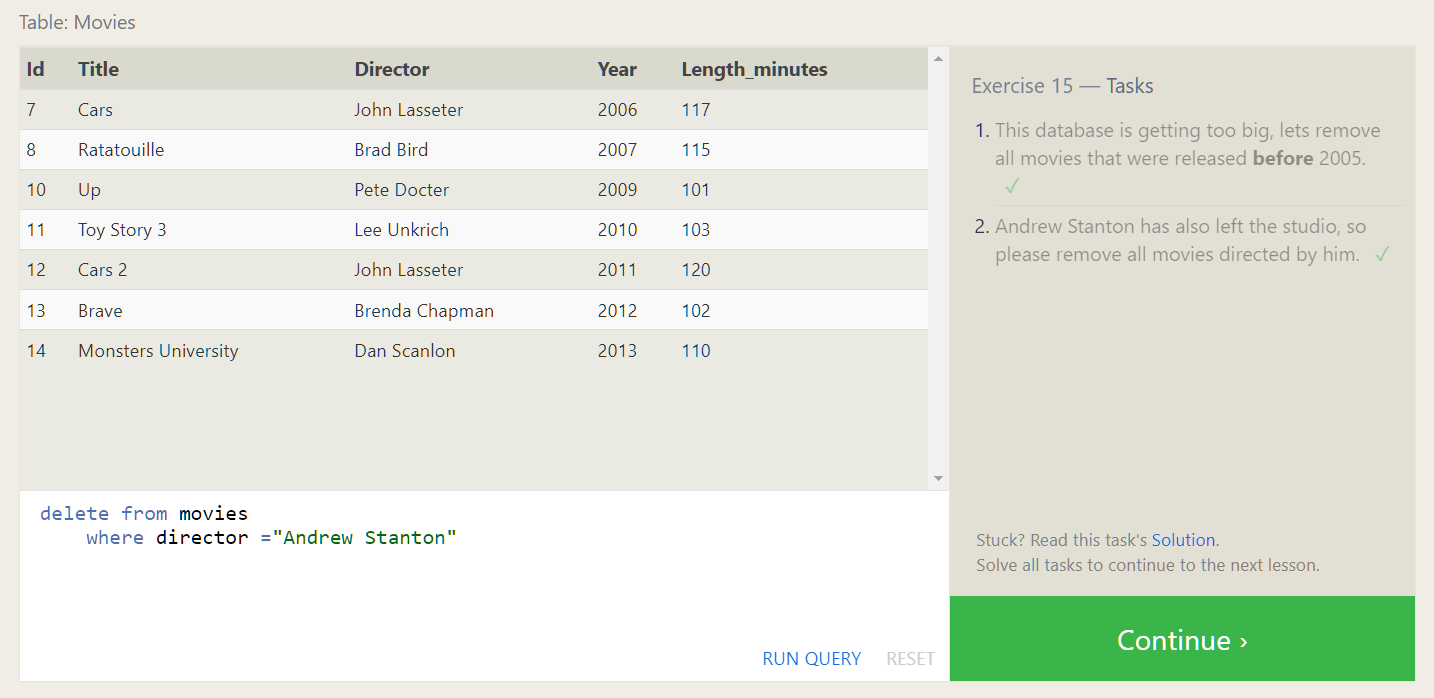 Table: Movies
Id Title Director Year Length_minutes
7 Cars John Lasseter 2006 117
8 Ratatouille Brad Bird 2007 115
10 Up Pete Docter 2009 101
11 Toy Story 3 Lee Unkrich 2010 103
12 Cars 2 John Lasseter 2011 120
13 Brave Brenda Chapman 2012 102
14 Monsters University Dan Scanlon 2013 110
delete from movies
where director ="Andrew Stanton"
RUN QUERY RESET
Exercise 15 — Tasks
1. This database is getting too big, lets remove
all movies that were released before 2005.
✓
2. Andrew Stanton has also left the studio, so
please remove all movies directed by him. ✓
Stuck? Read this task's Solution.
Solve all tasks to continue to the next lesson.
Continue ›